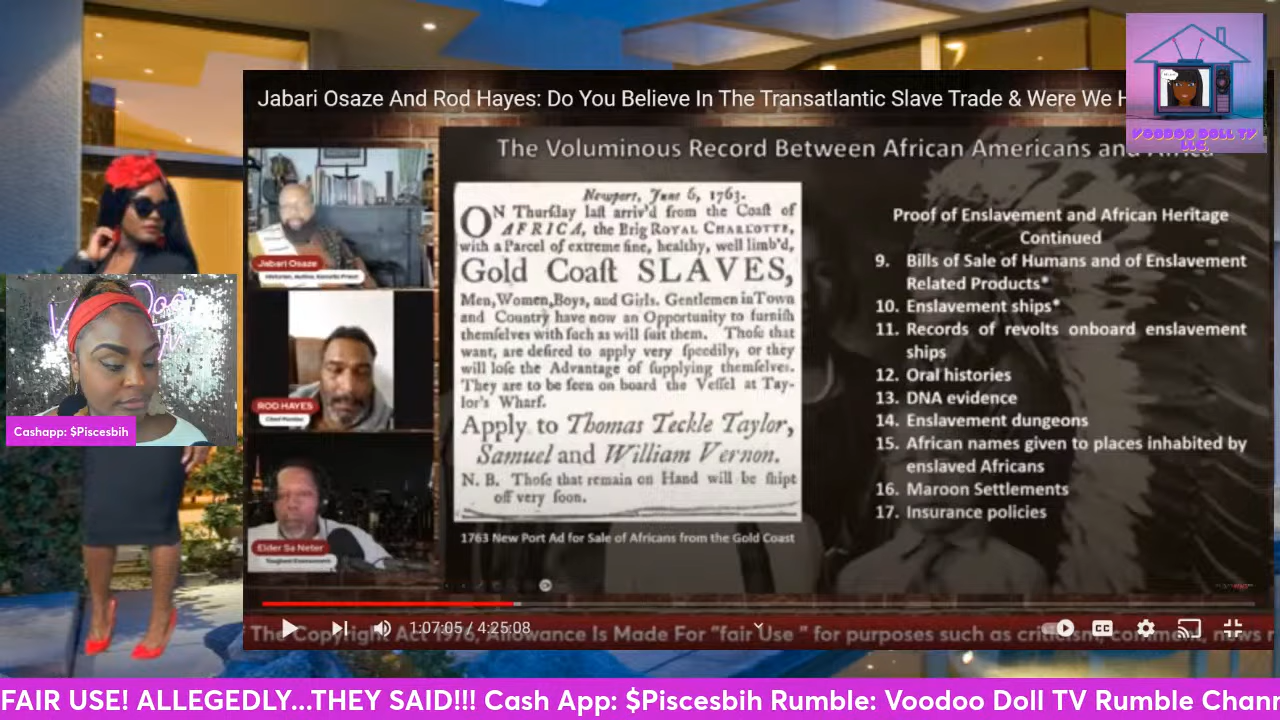 Jabari Osaze And Rod Hayes: Do You Believe In The Transatlantic Slave Trade & Were We H
VOODOO DOLL TV
LLC.
The Voluminous Record Between African Americans and Africa
Jabari Osaze
Historian, Author, Kemetic Priest
ROD HAYES
Elder Sa Neter
Cashapp: $Piscesbih
Newport, June 6, 1763.
ON Thurſday laſt arriv'd from the Coaſt of
AFRICA, the Brig ROYAL CHARLOTTE,
with a Parcel of extreme fine, healthy, well limb'd,
Gold Coaſt SLAVES,
Men, Women, Boys, and Girls. Gentlemen in Town
and Country have now an Opportunity to furniſh
themſelves with ſuch as will ſuit them. Thoſe that
want, are deſired to apply very ſpeedily, or they
will loſe the Advantage of ſupplying themſelves.
They are to be ſeen on board the Veſſel at Tay-
lor's Wharf.
Apply to Thomas Teckle Taylor,
Samuel and William Vernon.
N. B. Thoſe that remain on Hand will be ſhipt
off very ſoon.
1763 New Port Ad for Sale of Africans from the Gold Coast
Proof of Enslavement and African Heritage
Continued
9. Bills of Sale of Humans and of Enslavement
Related Products*
10. Enslavement ships*
11. Records of revolts onboard enslavement
ships
12. Oral histories
13. DNA evidence
14. Enslavement dungeons
15. African names given to places inhabited by
enslaved Africans
16. Maroon Settlements
17. Insurance policies
1:07:05 / 4:25:08
CC
The Copyright Act 1976, Allowance Is Made For "fair Use " for purposes such as criticism, comment, news r
FAIR USE! ALLEGEDLY...THEY SAID!!! Cash App: $Piscesbih Rumble: Voodoo Doll TV Rumble Chann